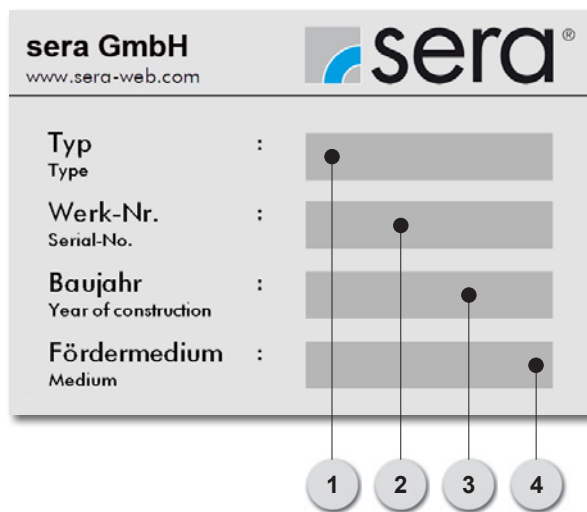 sera GmbH
www.sera-web.com
sera®
Typ :
Type
Werk-Nr. :
Serial-No.
Baujahr :
Year of construction
Fördermedium :
Medium
1 2 3 4